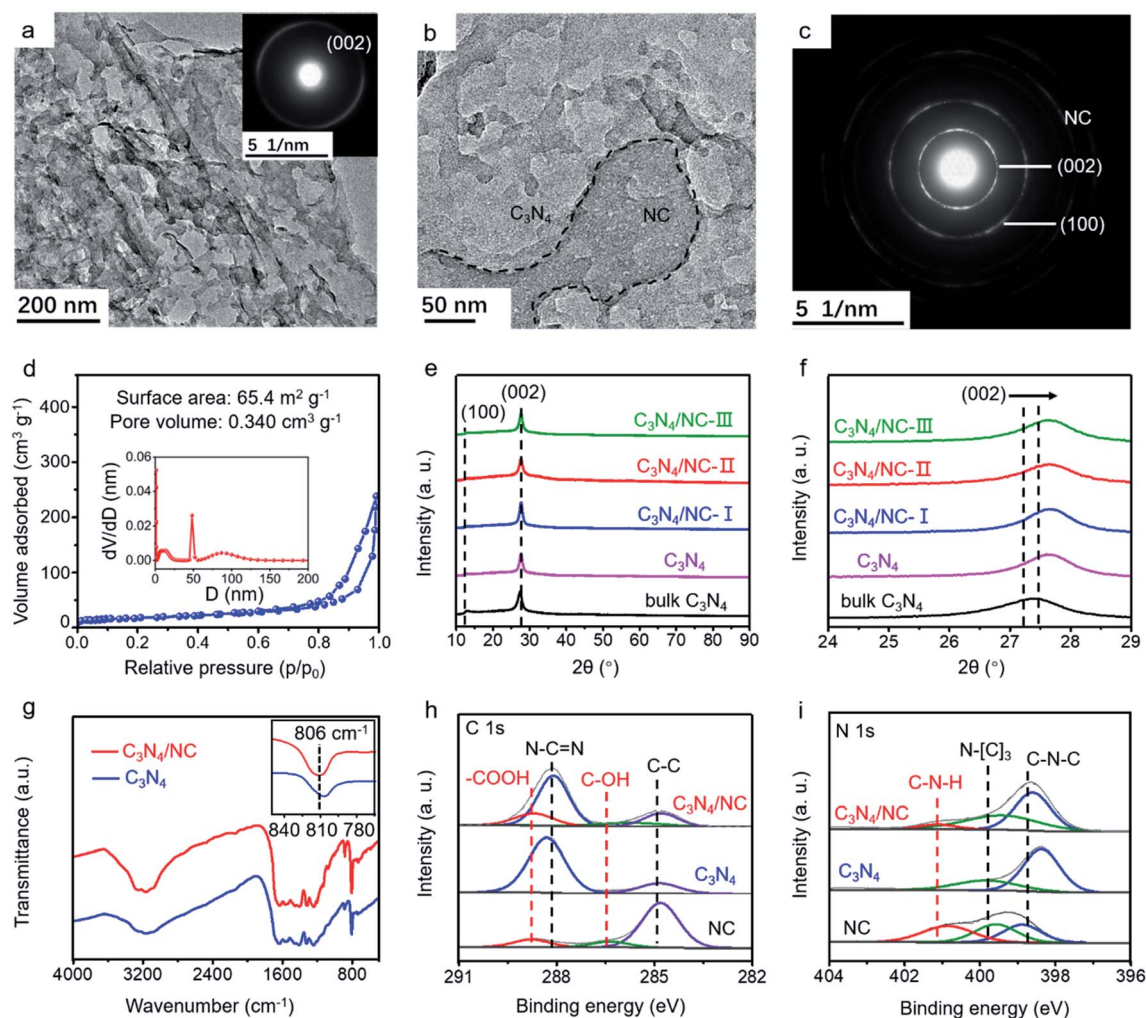 a
(002)
5 1/nm
200 nm
b
C₃N₄
NC
50 nm
c
NC
(002)
(100)
5 1/nm
d
Surface area: 65.4 m² g⁻¹
Pore volume: 0.340 cm³ g⁻¹
Volume adsorbed (cm³ g⁻¹)
400
300
200
100
0
dV/dD (nm)
0.06
0.04
0.02
0.00
0 50 100 150 200
D (nm)
0.0 0.2 0.4 0.6 0.8 1.0
Relative pressure (p/p₀)
e
(002)
(100)
C₃N₄/NC-Ⅲ
C₃N₄/NC-Ⅱ
C₃N₄/NC-Ⅰ
C₃N₄
bulk C₃N₄
Intensity (a. u.)
10 20 30 40 50 60 70 80 90
2θ (°)
f
(002)
C₃N₄/NC-Ⅲ
C₃N₄/NC-Ⅱ
C₃N₄/NC-Ⅰ
C₃N₄
bulk C₃N₄
Intensity (a. u.)
24 25 26 27 28 29
2θ (°)
g
C₃N₄/NC
C₃N₄
806 cm⁻¹
840 810 780
Transmittance (a.u.)
4000 3200 2400 1600 800
Wavenumber (cm⁻¹)
h
C 1s
N-C=N
-COOH
C-OH
C-C
C₃N₄/NC
C₃N₄
NC
Intensity (a. u.)
291 288 285 282
Binding energy (eV)
i
N 1s
N-[C]₃
C-N-H
C-N-C
C₃N₄/NC
C₃N₄
NC
Intensity (a. u.)
404 402 400 398 396
Binding energy (eV)